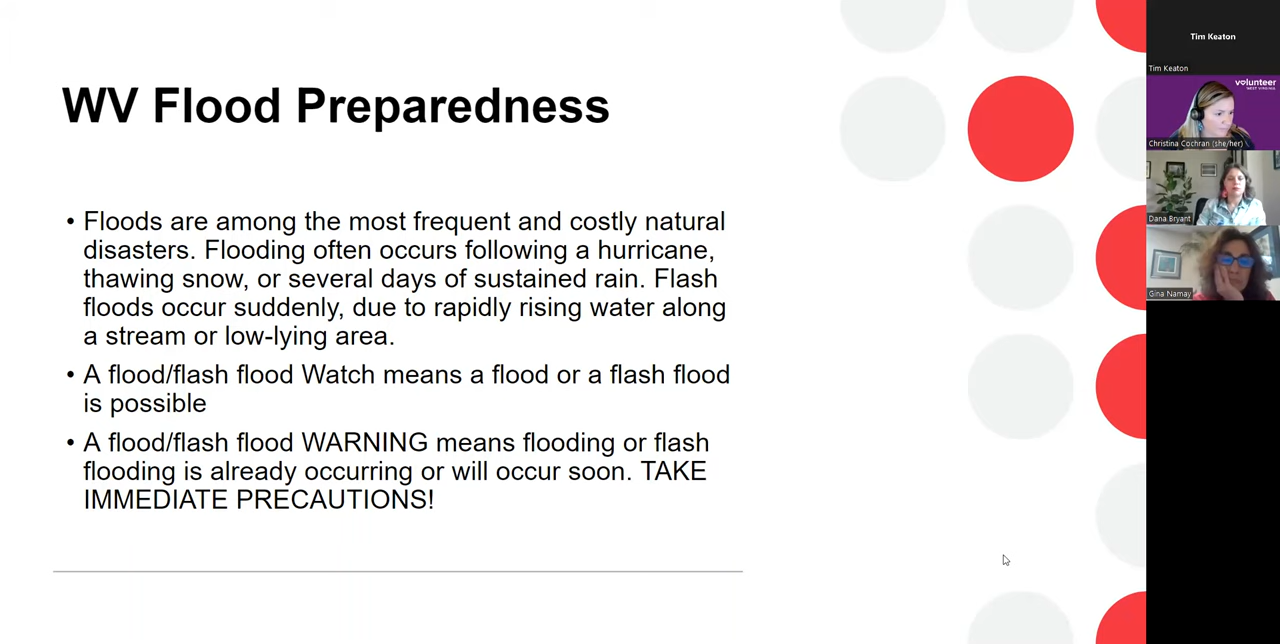 WV Flood Preparedness
• Floods are among the most frequent and costly natural
disasters. Flooding often occurs following a hurricane,
thawing snow, or several days of sustained rain. Flash
floods occur suddenly, due to rapidly rising water along
a stream or low-lying area.
• A flood/flash flood Watch means a flood or a flash flood
is possible
• A flood/flash flood WARNING means flooding or flash
flooding is already occurring or will occur soon. TAKE
IMMEDIATE PRECAUTIONS!
Tim Keaton
Tim Keaton
volunteer
WEST VIRGINIA
Christina Cochran (she/her)
Dana Bryant
Gina Namay